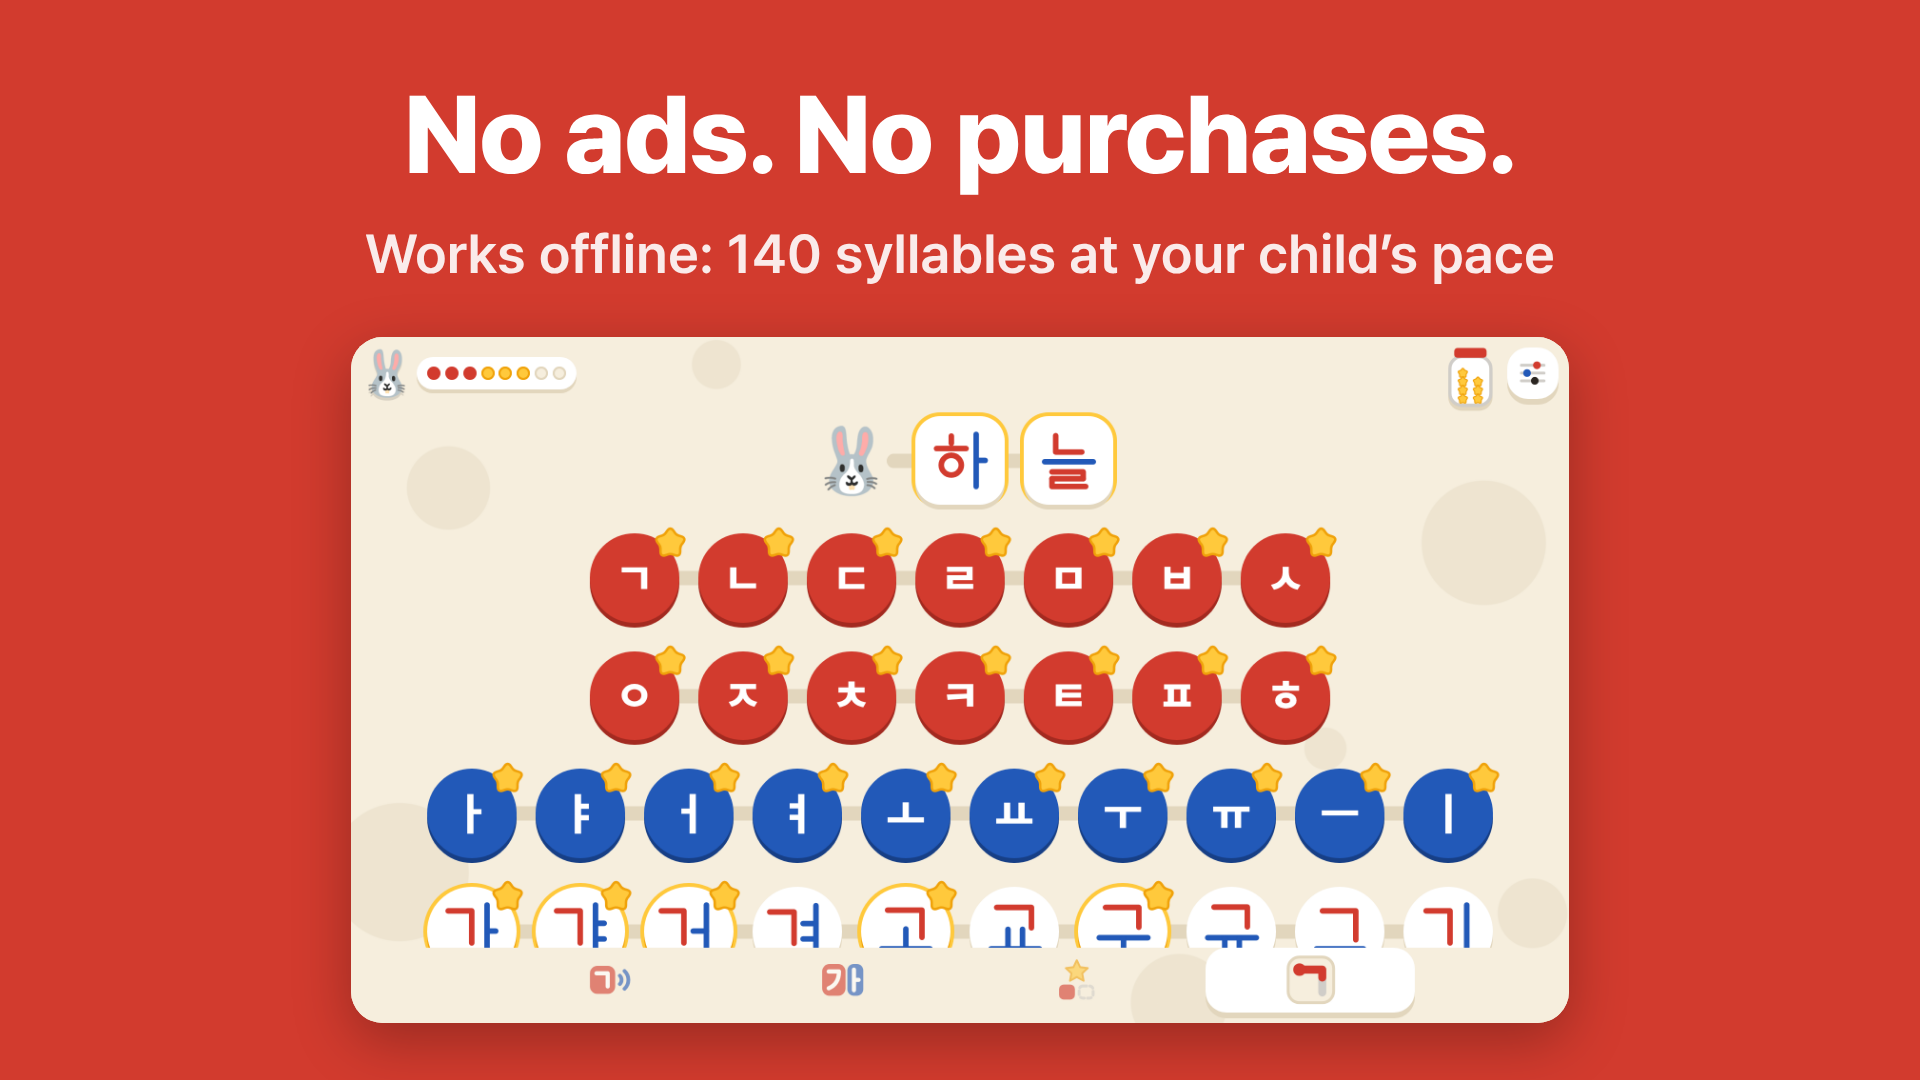 No ads. No purchases.
Works offline: 140 syllables at your child’s pace
하 늘
ㄱ ㄴ ㄷ ㄹ ㅁ ㅂ ㅅ
ㅇ ㅈ ㅊ ㅋ ㅌ ㅍ ㅎ
ㅏ ㅑ ㅓ ㅕ ㅗ ㅛ ㅜ ㅠ ㅡ ㅣ
가 갸 거 겨 고 교 구 규 그 기
ㄱ 가 ㄱ